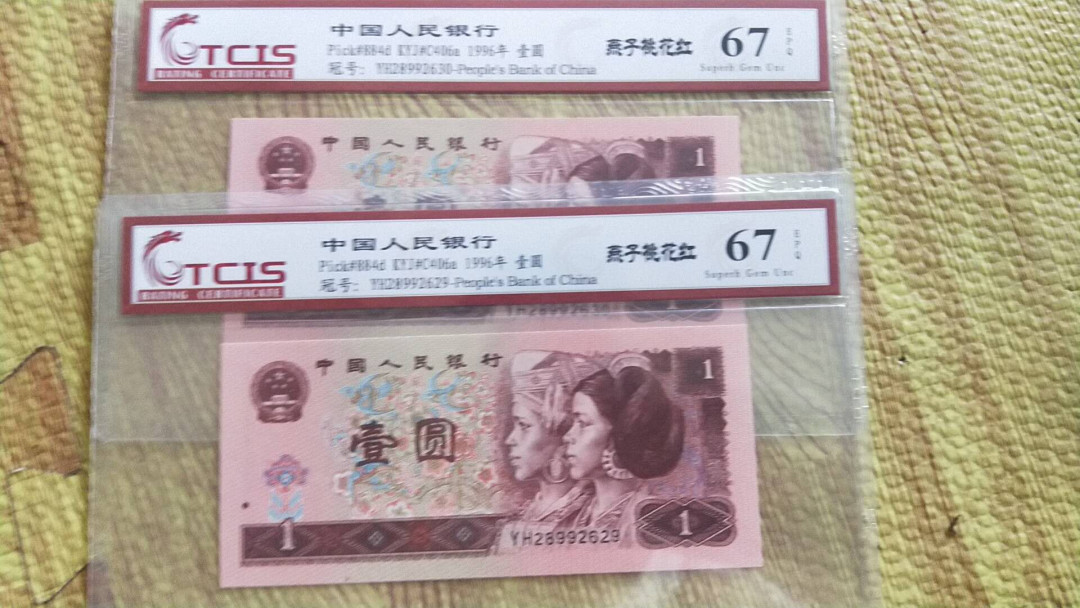 中国人民银行
Pick#884d KYJ#C406a 1996年 壹圆
冠号: YH28992630-People's Bank of China
燕子桃花红 67 EPQ
Superb Gem Unc
TCIS
RATING CERTIFICATE
中国人民银行
1
中国人民银行
Pick#884d KYJ#C406a 1996年 壹圆
冠号: YH28992629-People's Bank of China
燕子桃花红 67 EPQ
Superb Gem Unc
TCIS
RATING CERTIFICATE
YH28992630
中国人民银行
1
壹圆
1
YH28992629
1